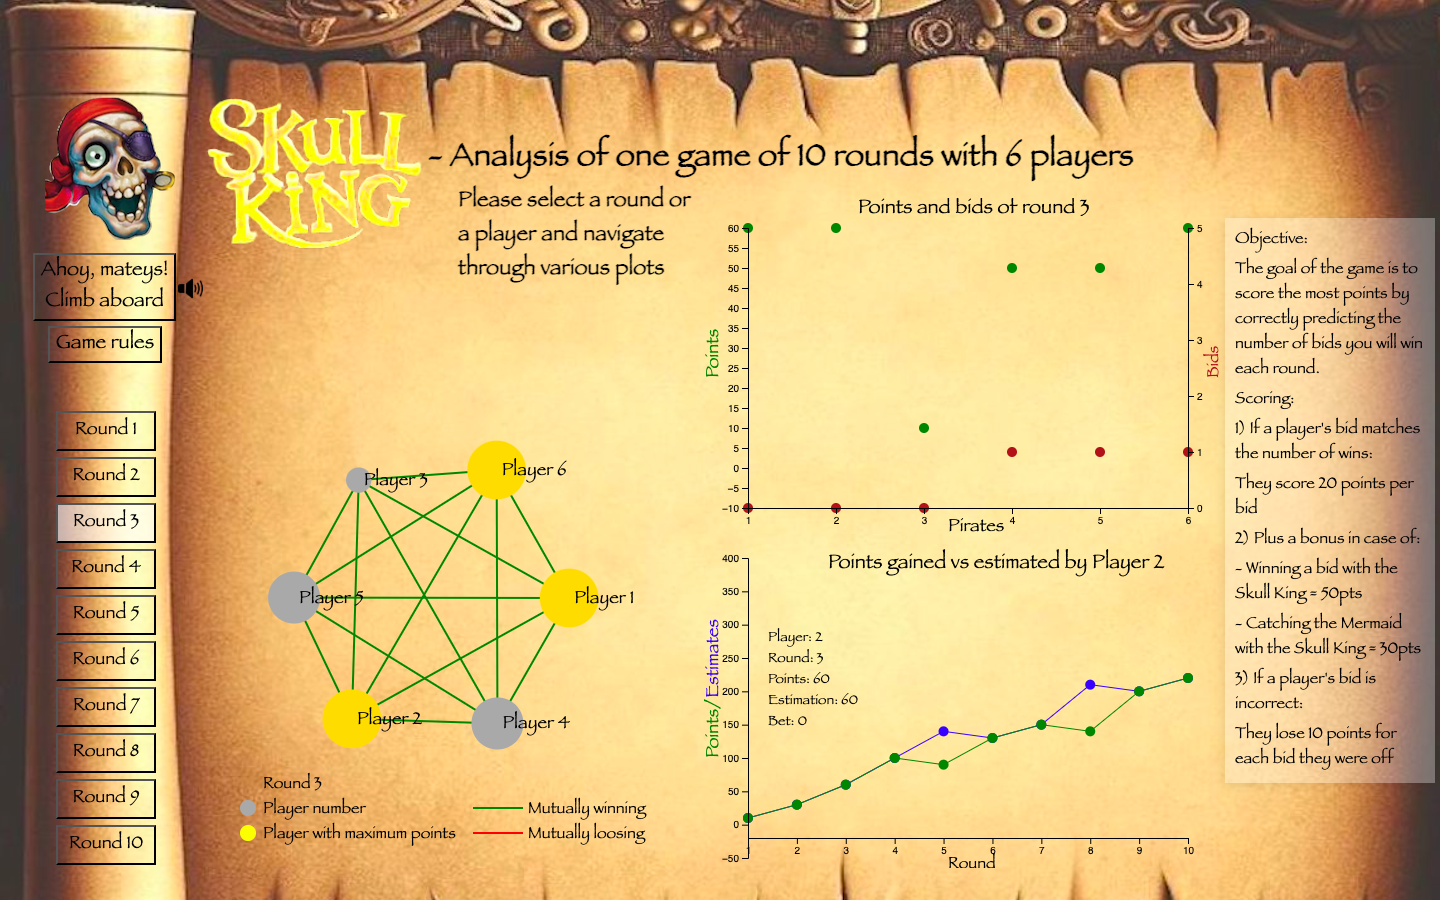 SKULL
KING
- Analysis of one game of 10 rounds with 6 players
Please select a round or
a player and navigate
through various plots
Ahoy, mateys!
Climb aboard
Game rules
Round 1
Round 2
Round 3
Round 4
Round 5
Round 6
Round 7
Round 8
Round 9
Round 10
Player 3
Player 6
Player 5
Player 1
Player 2
Player 4
Round 3
Player number
Mutually winning
Player with maximum points
Mutually loosing
Points and bids of round 3
60
55
50
45
40
35
30
25
20
15
10
5
0
−5
−10
Points
5
4
3
2
1
0
Bids
1 2 3 4 5 6
Pirates
Points gained vs estimated by Player 2
400
350
300
250
200
150
100
50
0
−50
Points/Estimates
Player: 2
Round: 3
Points: 60
Estimation: 60
Bet: 0
1 2 3 4 5 6 7 8 9 10
Round
Objective:
The goal of the game is to
score the most points by
correctly predicting the
number of bids you will win
each round.
Scoring:
1) If a player's bid matches
the number of wins:
They score 20 points per
bid
2) Plus a bonus in case of:
- Winning a bid with the
Skull King = 50pts
- Catching the Mermaid
with the Skull King = 30pts
3) If a player's bid is
incorrect:
They lose 10 points for
each bid they were off